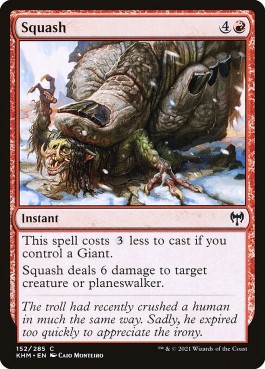 Squash 4
Instant
This spell costs 3 less to cast if you
control a Giant.
Squash deals 6 damage to target
creature or planeswalker.
The troll had recently crushed a human
in much the same way. Sadly, he expired
too quickly to appreciate the irony.
152/285 C
KHM • EN CAIO MONTEIRO
™ & © 2021 Wizards of the Coast